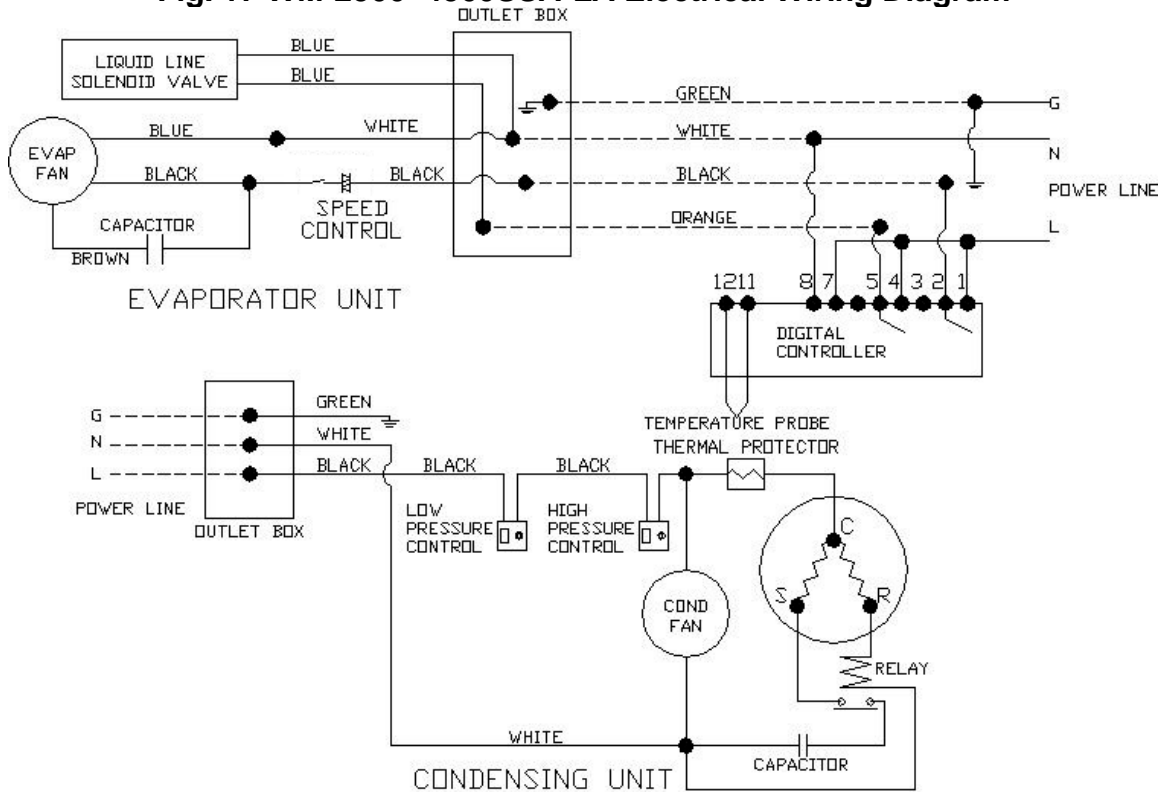 OUTLET BOX
BLUE
LIQUID LINE
SOLENOID VALVE
BLUE
GREEN
G
BLUE
WHITE
WHITE
N
EVAP
FAN
BLACK
BLACK
BLACK
POWER LINE
SPEED
CONTROL
CAPACITOR
ORANGE
L
BROWN
EVAPORATOR UNIT
1211 8 7 5 4 3 2 1
DIGITAL
CONTROLLER
GREEN
G
TEMPERATURE PROBE
N
WHITE
THERMAL PROTECTOR
L
BLACK
BLACK
BLACK
POWER LINE
LOW
PRESSURE
CONTROL
HIGH
PRESSURE
CONTROL
OUTLET BOX
C
S
R
COND
FAN
RELAY
WHITE
CAPACITOR
CONDENSING UNIT